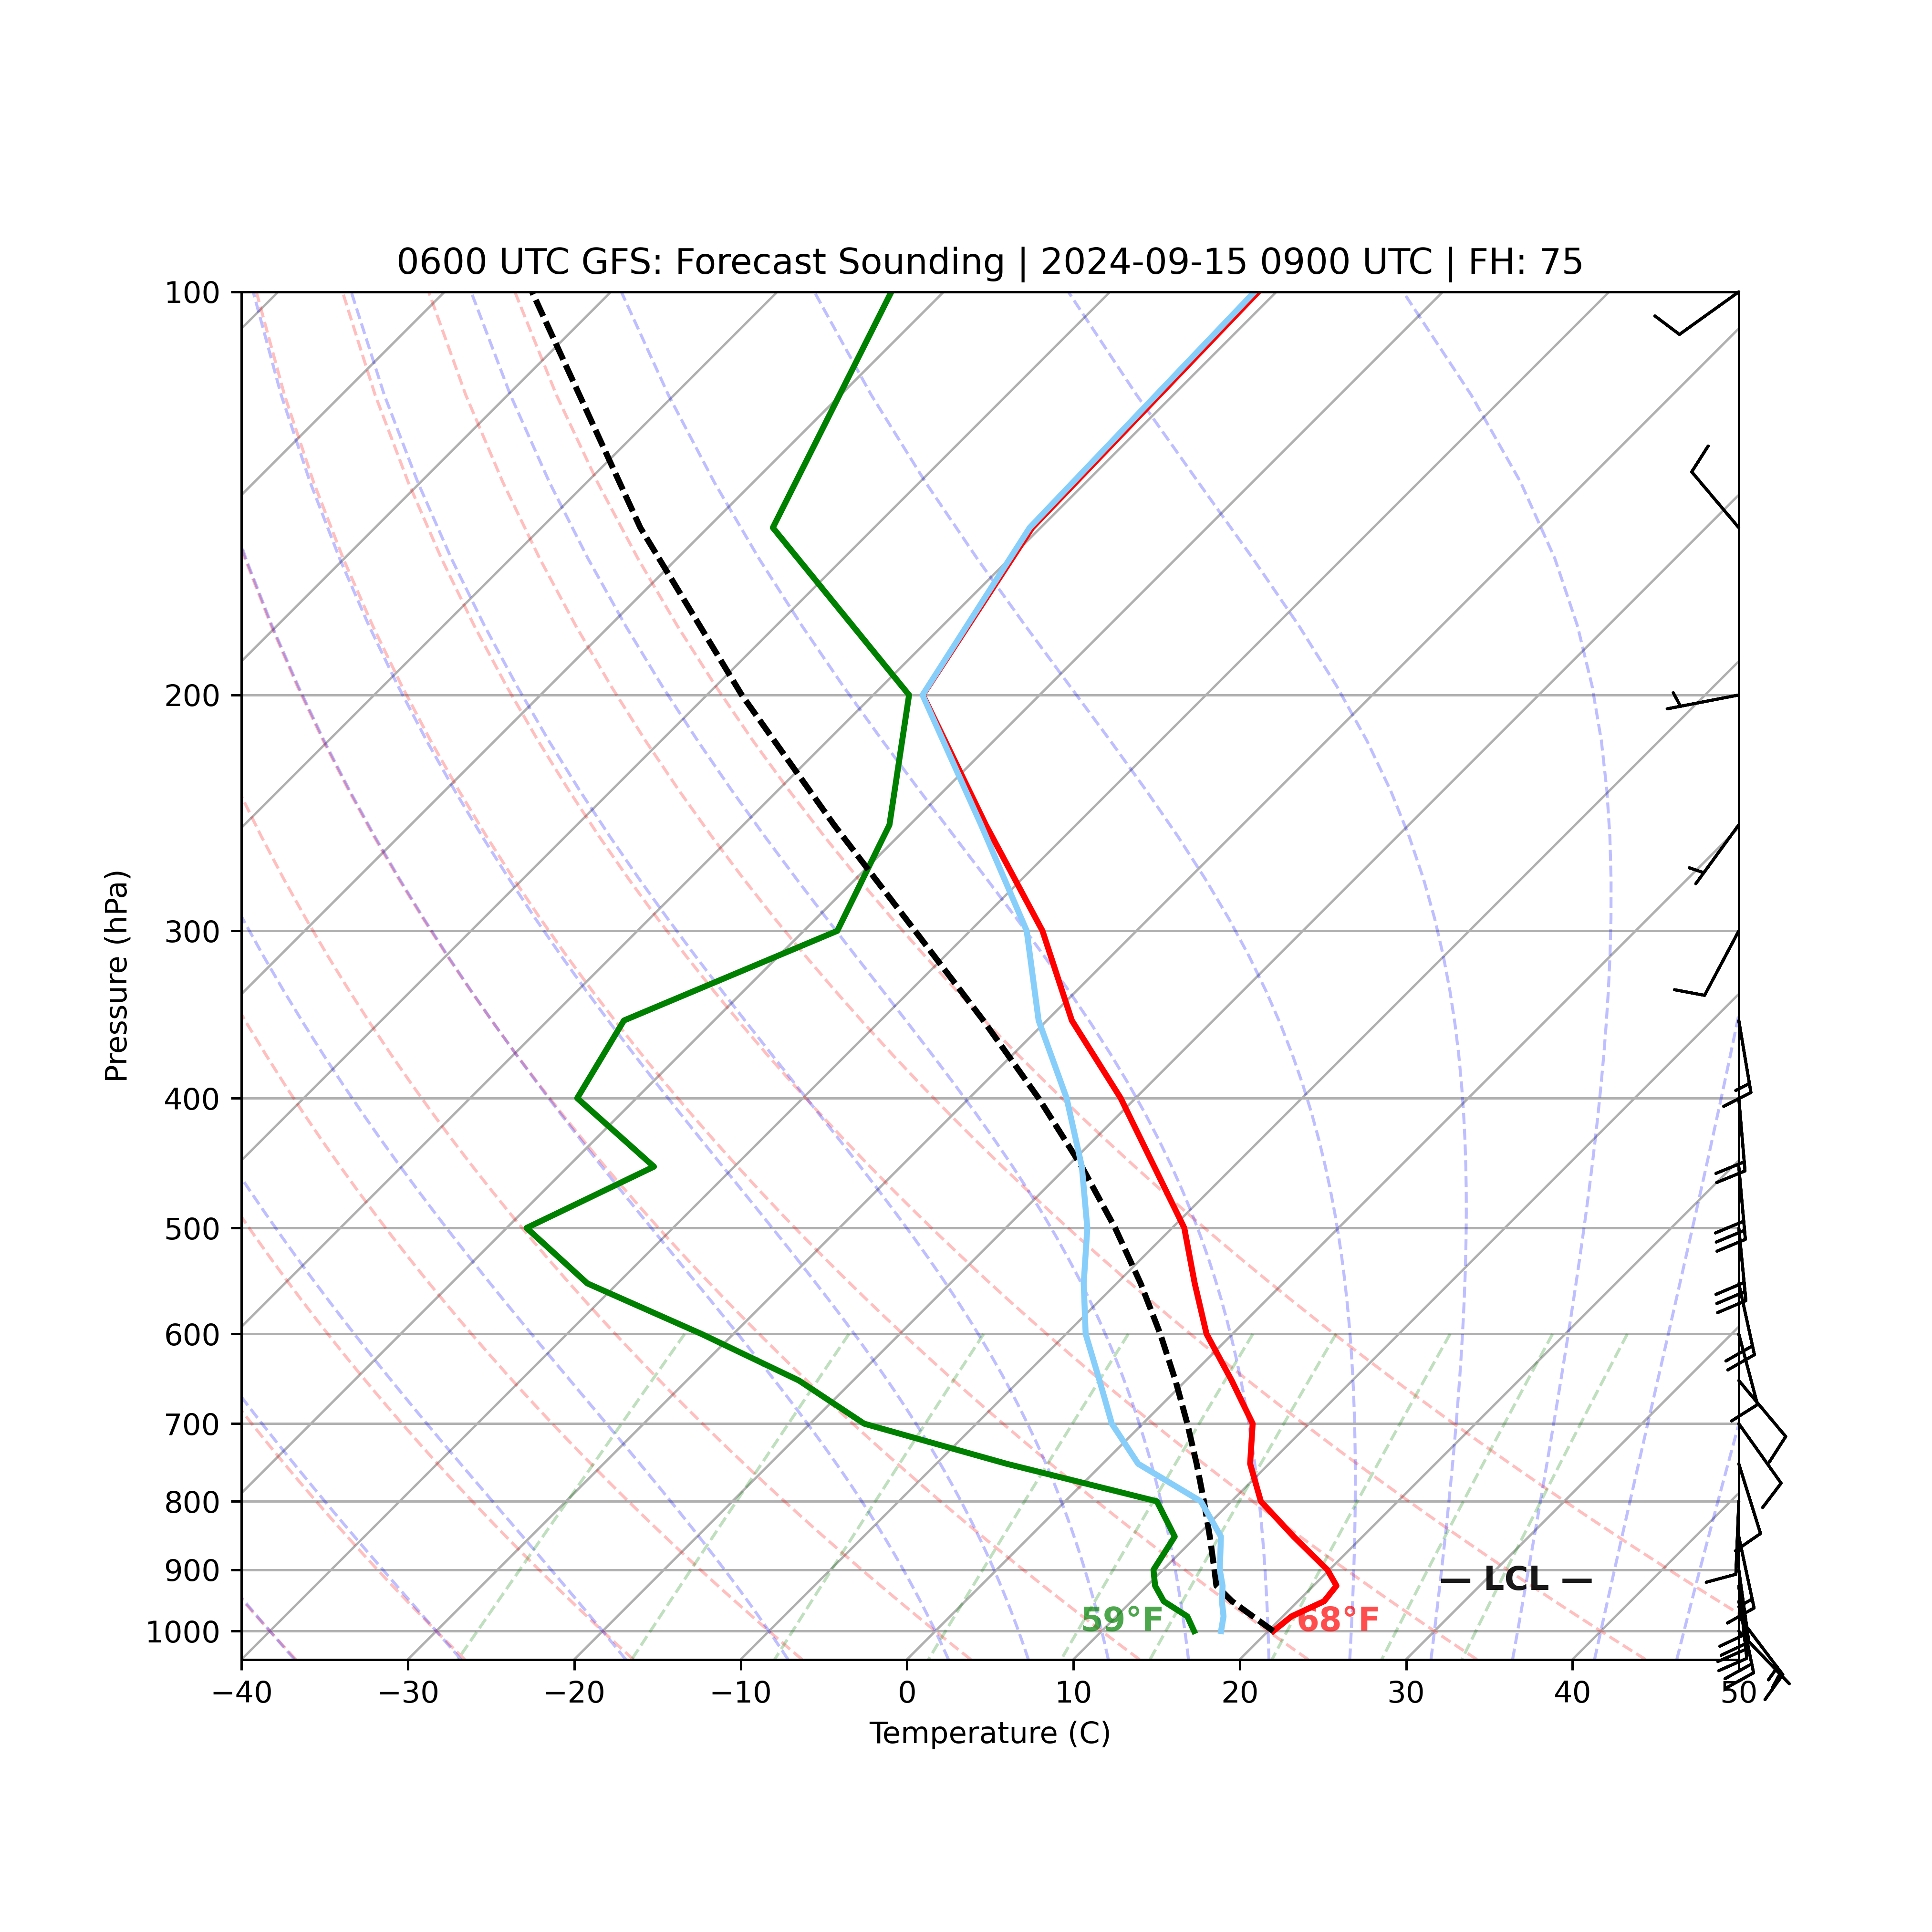 0600 UTC GFS: Forecast Sounding | 2024-09-15 0900 UTC | FH: 75
100
200
300
400
500
600
700
800
900
1000
Pressure (hPa)
— LCL —
59°F
68°F
−40 −30 −20 −10 0 10 20 30 40 50
Temperature (C)